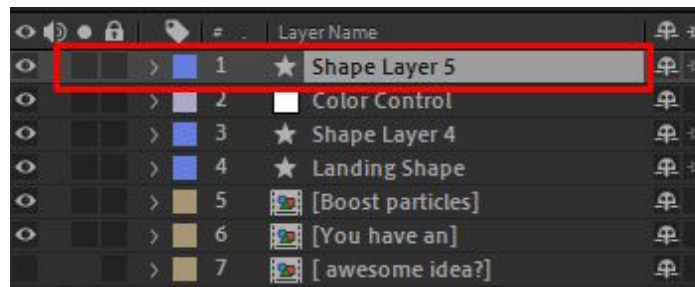 # . Layer Name
1 Shape Layer 5
2 Color Control
3 Shape Layer 4
4 Landing Shape
5 [Boost particles]
6 [You have an]
7 [ awesome idea?]